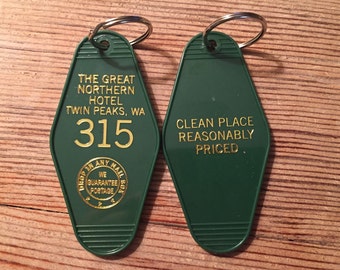 THE GREAT
NORTHERN
HOTEL
TWIN PEAKS, WA
315
DROP IN ANY MAIL BOX
WE
GUARANTEE
POSTAGE
CLEAN PLACE
REASONABLY
PRICED